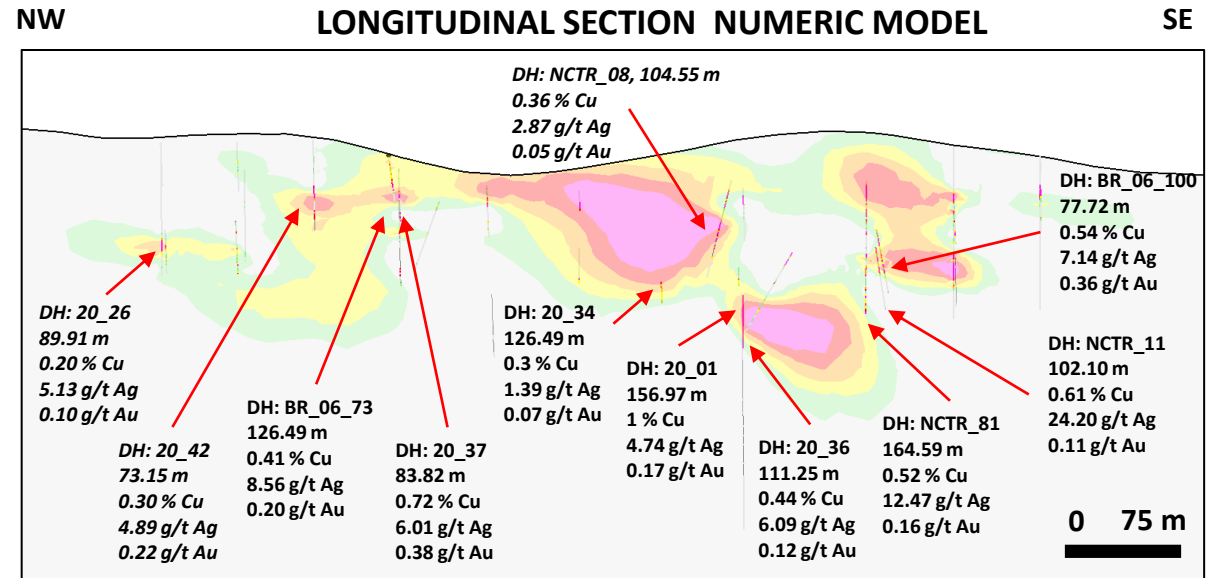 NW
LONGITUDINAL SECTION NUMERIC MODEL
SE
DH: NCTR_08, 104.55 m
0.36 % Cu
2.87 g/t Ag
0.05 g/t Au
DH: BR_06_100
77.72 m
0.54 % Cu
7.14 g/t Ag
0.36 g/t Au
DH: 20_26
89.91 m
0.20 % Cu
5.13 g/t Ag
0.10 g/t Au
DH: 20_42
73.15 m
0.30 % Cu
4.89 g/t Ag
0.22 g/t Au
DH: BR_06_73
126.49 m
0.41 % Cu
8.56 g/t Ag
0.20 g/t Au
DH: 20_37
83.82 m
0.72 % Cu
6.01 g/t Ag
0.38 g/t Au
DH: 20_34
126.49 m
0.3 % Cu
1.39 g/t Ag
0.07 g/t Au
DH: 20_01
156.97 m
1 % Cu
4.74 g/t Ag
0.17 g/t Au
DH: 20_36
111.25 m
0.44 % Cu
6.09 g/t Ag
0.12 g/t Au
DH: NCTR_81
164.59 m
0.52 % Cu
12.47 g/t Ag
0.16 g/t Au
DH: NCTR_11
102.10 m
0.61 % Cu
24.20 g/t Ag
0.11 g/t Au
0 75 m